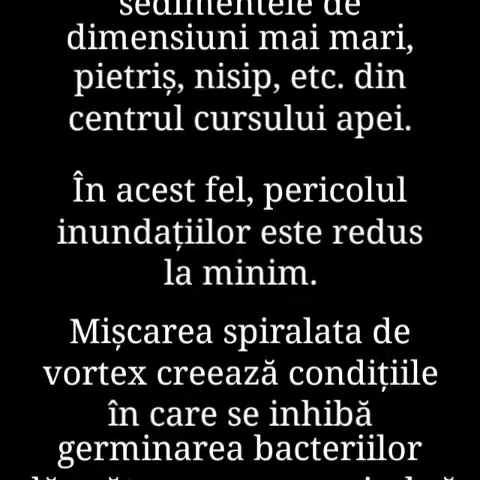 sedimentele de
dimensiuni mai mari,
pietriș, nisip, etc. din
centrul cursului apei.
În acest fel, pericolul
inundațiilor este redus
la minim.
Mișcarea spiralata de
vortex creează condițiile
în care se inhibă
germinarea bacteriilor